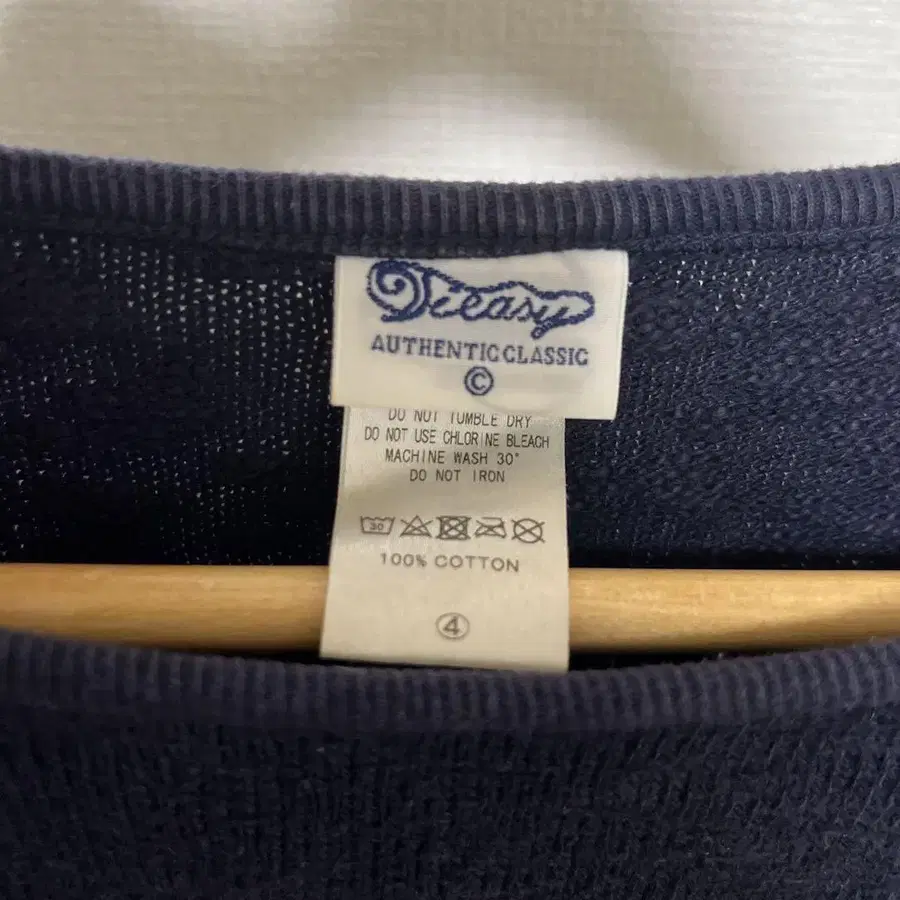 Tieasy
AUTHENTIC CLASSIC
©
DO NOT TUMBLE DRY
DO NOT USE CHLORINE BLEACH
MACHINE WASH 30°
DO NOT IRON
30
100% COTTON
④